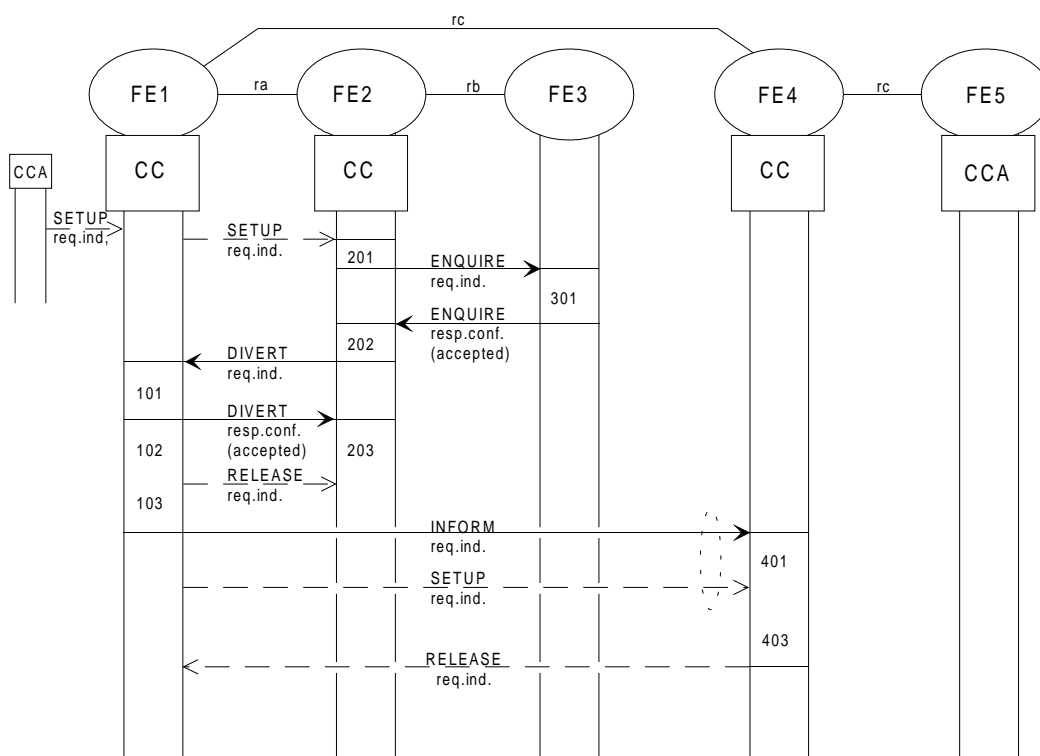 rc
FE1
ra
FE2
rb
FE3
FE4
rc
FE5
CCA
CC
CC
CC
CCA
SETUP
req.ind,
SETUP
req.ind.
201
ENQUIRE
req.ind.
301
ENQUIRE
resp.conf.
(accepted)
202
DIVERT
req.ind.
101
DIVERT
resp.conf.
(accepted)
102
203
RELEASE
req.ind.
103
INFORM
req.ind.
401
SETUP
req.ind.
403
RELEASE
req.ind.